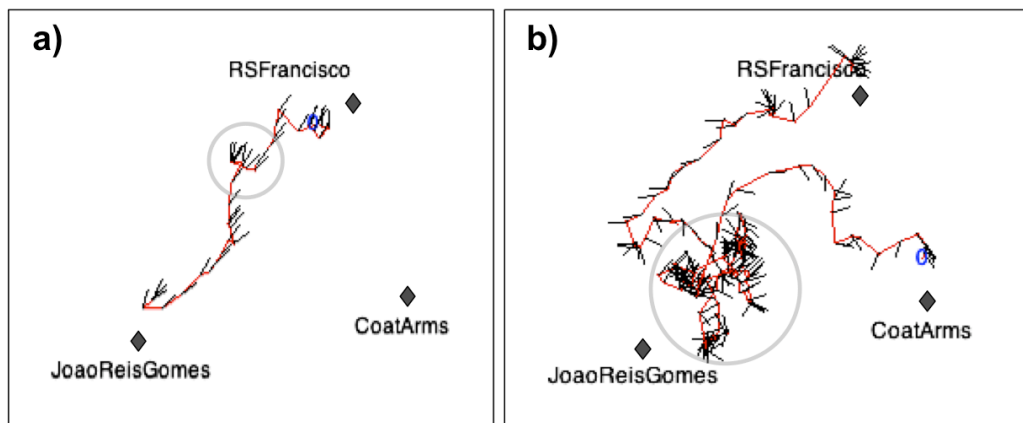 a)
RSFrancisco
0
CoatArms
JoaoReisGomes
b)
RSFrancisco
0
CoatArms
JoaoReisGomes